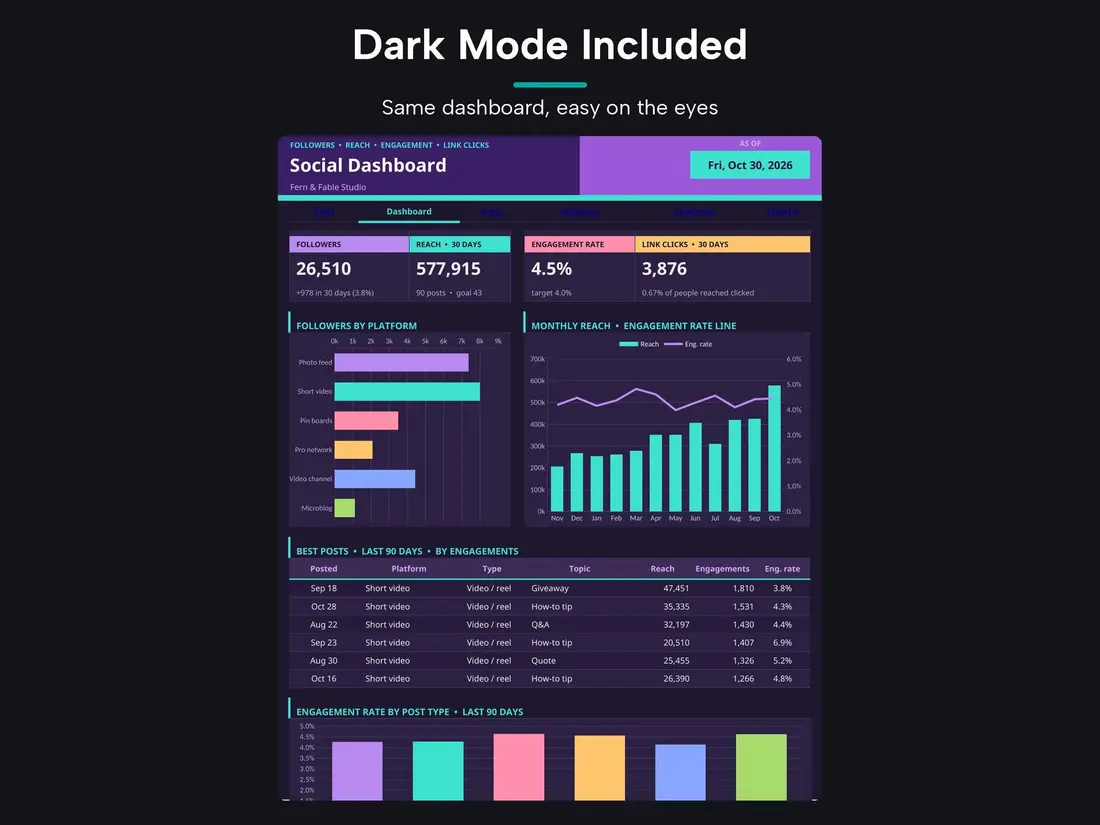 Dark Mode Included
Same dashboard, easy on the eyes
FOLLOWERS • REACH • ENGAGEMENT • LINK CLICKS
Social Dashboard
Fern & Fable Studio
AS OF
Fri, Oct 30, 2026
Dashboard
FOLLOWERS
26,510
+978 in 30 days (3.8%)
REACH • 30 DAYS
577,915
90 posts • goal 43
ENGAGEMENT RATE
4.5%
target 4.0%
LINK CLICKS • 30 DAYS
3,876
0.67% of people reached clicked
FOLLOWERS BY PLATFORM
0k 1k 2k 3k 4k 5k 6k 7k 8k 9k
Photo feed
Short video
Pin boards
Pro network
Video channel
Microblog
MONTHLY REACH • ENGAGEMENT RATE LINE
Reach Eng. rate
700k 6.0%
600k 5.0%
500k 4.0%
400k 3.0%
300k 2.0%
200k 1.0%
100k 0.0%
0k
Nov Dec Jan Feb Mar Apr May Jun Jul Aug Sep Oct
BEST POSTS • LAST 90 DAYS • BY ENGAGEMENTS
Posted Platform Type Topic Reach Engagements Eng. rate
Sep 18 Short video Video / reel Giveaway 47,451 1,810 3.8%
Oct 28 Short video Video / reel How-to tip 35,335 1,531 4.3%
Aug 22 Short video Video / reel Q&A 32,197 1,430 4.4%
Sep 23 Short video Video / reel How-to tip 20,510 1,407 6.9%
Aug 30 Short video Video / reel Quote 25,455 1,326 5.2%
Oct 16 Short video Video / reel How-to tip 26,390 1,266 4.8%
ENGAGEMENT RATE BY POST TYPE • LAST 90 DAYS
5.0%
4.5%
4.0%
3.5%
3.0%
2.5%
2.0%